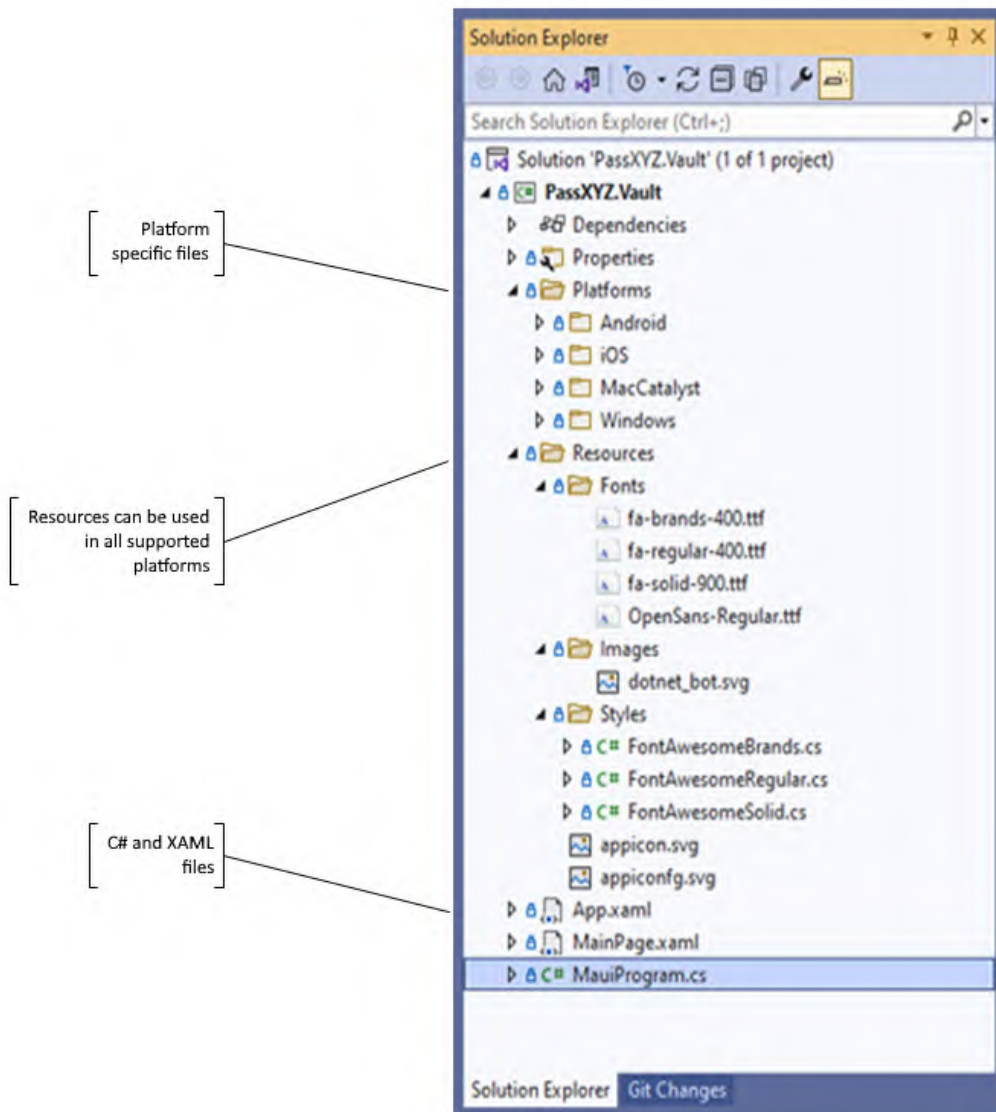 Solution Explorer
Search Solution Explorer (Ctrl+;)
Solution 'PassXYZ.Vault' (1 of 1 project)
C# PassXYZ.Vault
Dependencies
Properties
Platforms
Android
iOS
MacCatalyst
Windows
Resources
Fonts
fa-brands-400.ttf
fa-regular-400.ttf
fa-solid-900.ttf
OpenSans-Regular.ttf
Images
dotnet_bot.svg
Styles
C# FontAwesomeBrands.cs
C# FontAwesomeRegular.cs
C# FontAwesomeSolid.cs
appicon.svg
appiconfg.svg
App.xaml
MainPage.xaml
C# MauiProgram.cs
Solution Explorer Git Changes
Platform
specific files
Resources can be used
in all supported
platforms
C# and XAML
files